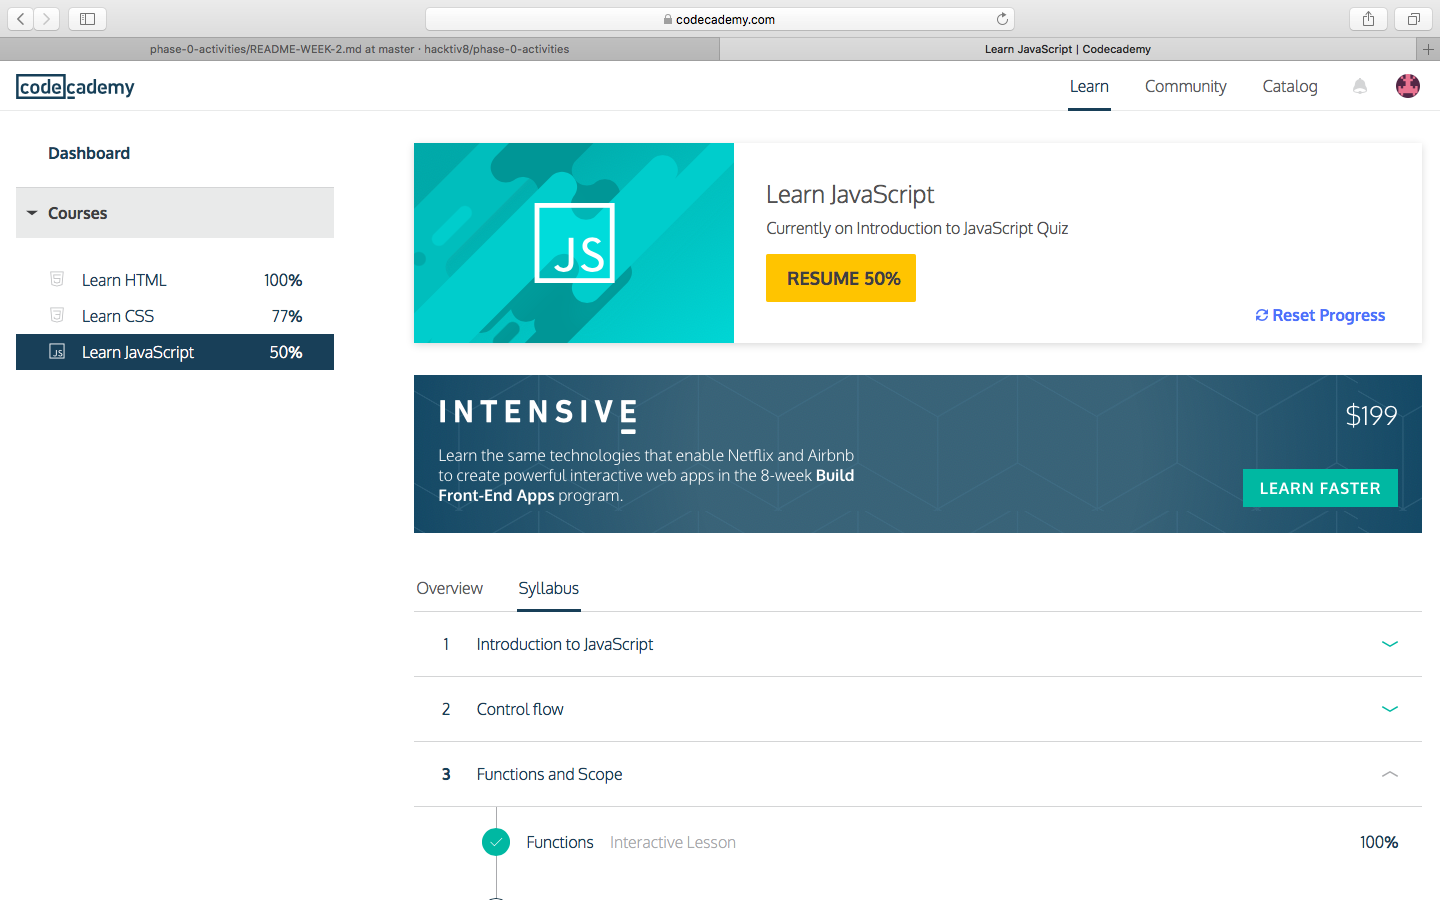 codecademy.com
phase-0-activities/README-WEEK-2.md at master · hacktiv8/phase-0-activities
Learn JavaScript | Codecademy
codecademy
Learn
Community
Catalog
Dashboard
Courses
Learn HTML 100%
Learn CSS 77%
JS Learn JavaScript 50%
JS
Learn JavaScript
Currently on Introduction to JavaScript Quiz
RESUME 50%
Reset Progress
INTENSIVE
$199
Learn the same technologies that enable Netflix and Airbnb
to create powerful interactive web apps in the 8-week Build
Front-End Apps program.
LEARN FASTER
Overview
Syllabus
1 Introduction to JavaScript
2 Control flow
3 Functions and Scope
Functions Interactive Lesson 100%